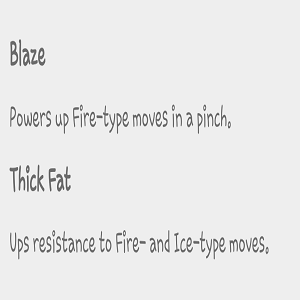 Blaze
Powers up Fire-type moves in a pinch.
Thick Fat
Ups resistance to Fire- and Ice-type moves.